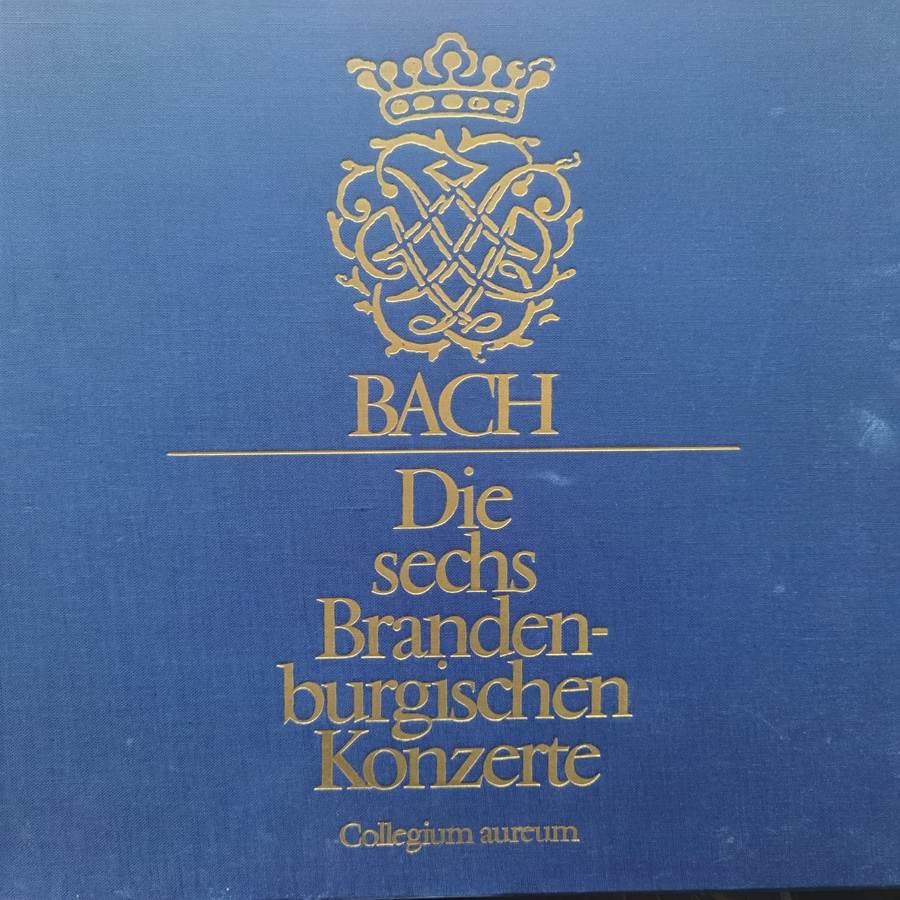 BACH
Die
sechs
Branden-
burgischen
Konzerte
Collegium aureum